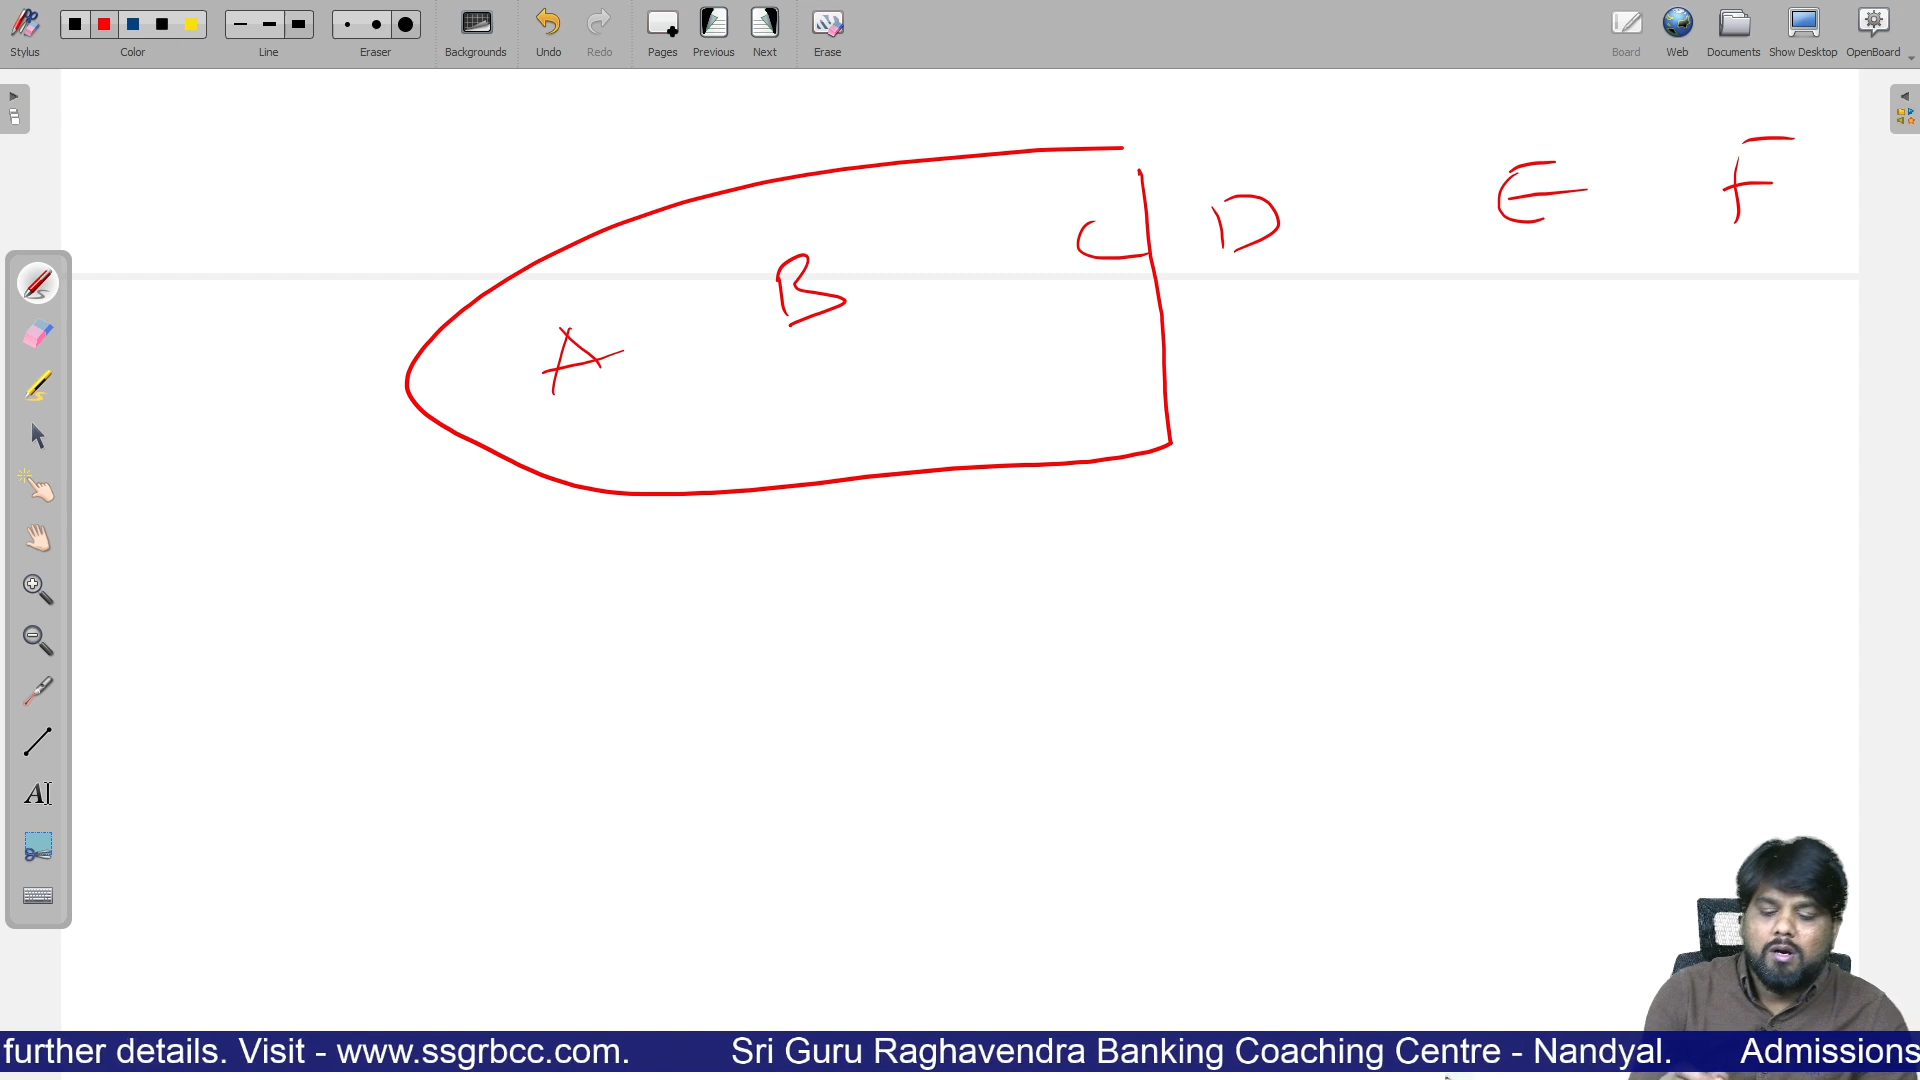 Stylus Color Line Eraser Backgrounds Undo Redo Pages Previous Next Erase Board Web Documents Show Desktop OpenBoard
A B C D E F
further details. Visit - www.ssgrbcc.com. Sri Guru Raghavendra Banking Coaching Centre - Nandyal. Admissions